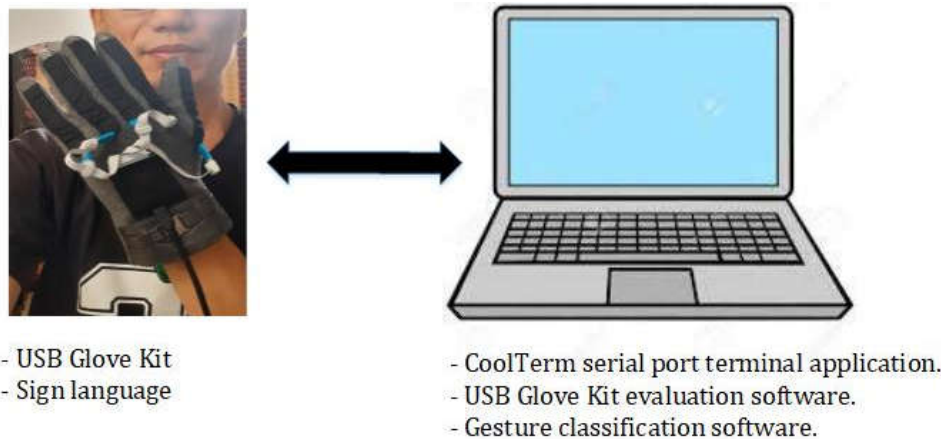 - USB Glove Kit
- Sign language
- CoolTerm serial port terminal application.
- USB Glove Kit evaluation software.
- Gesture classification software.